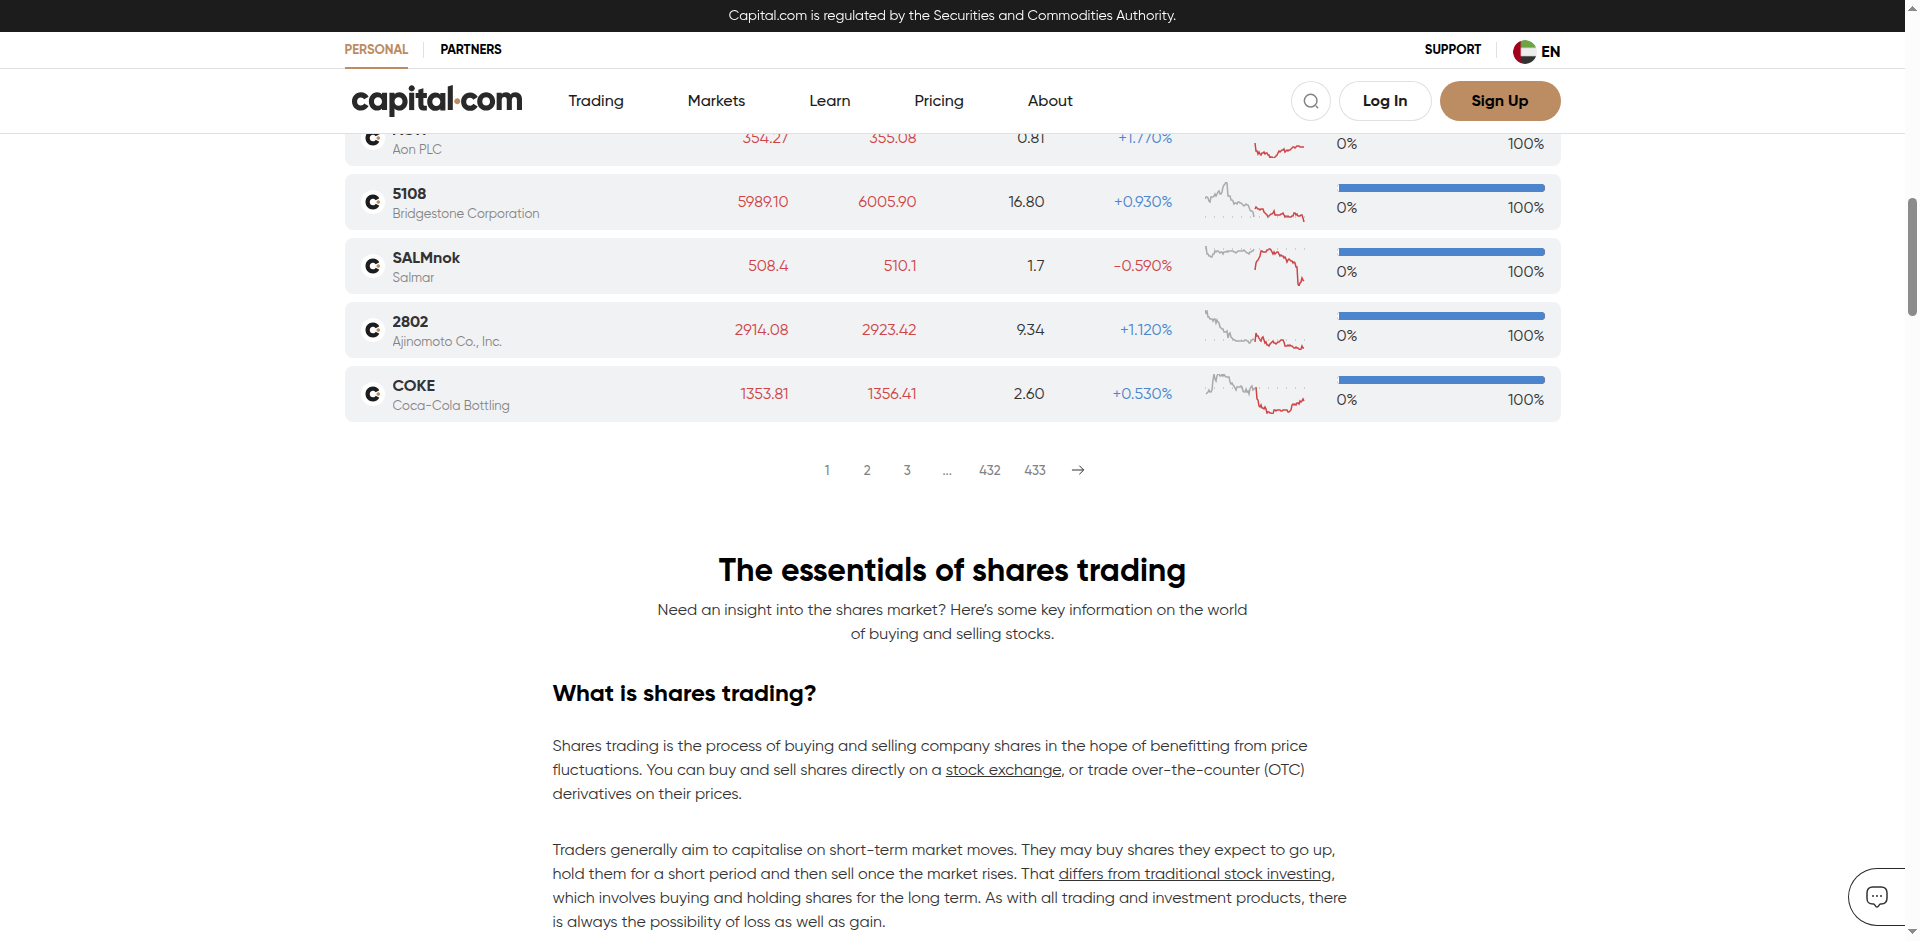 Capital.com is regulated by the Securities and Commodities Authority.
PERSONAL PARTNERS SUPPORT EN
capital.com Trading Markets Learn Pricing About Log In Sign Up
354.27 355.08 0.81 +1.770% 0% 100%
Aon PLC
5108
Bridgestone Corporation
5989.10 6005.90 16.80 +0.930% 0% 100%
SALMnok
Salmar
508.4 510.1 1.7 -0.590% 0% 100%
2802
Ajinomoto Co., Inc.
2914.08 2923.42 9.34 +1.120% 0% 100%
COKE
Coca-Cola Bottling
1353.81 1356.41 2.60 +0.530% 0% 100%
1 2 3 ... 432 433
The essentials of shares trading
Need an insight into the shares market? Here's some key information on the world
of buying and selling stocks.
What is shares trading?
Shares trading is the process of buying and selling company shares in the hope of benefitting from price
fluctuations. You can buy and sell shares directly on a stock exchange, or trade over-the-counter (OTC)
derivatives on their prices.
Traders generally aim to capitalise on short-term market moves. They may buy shares they expect to go up,
hold them for a short period and then sell once the market rises. That differs from traditional stock investing,
which involves buying and holding shares for the long term. As with all trading and investment products, there
is always the possibility of loss as well as gain.